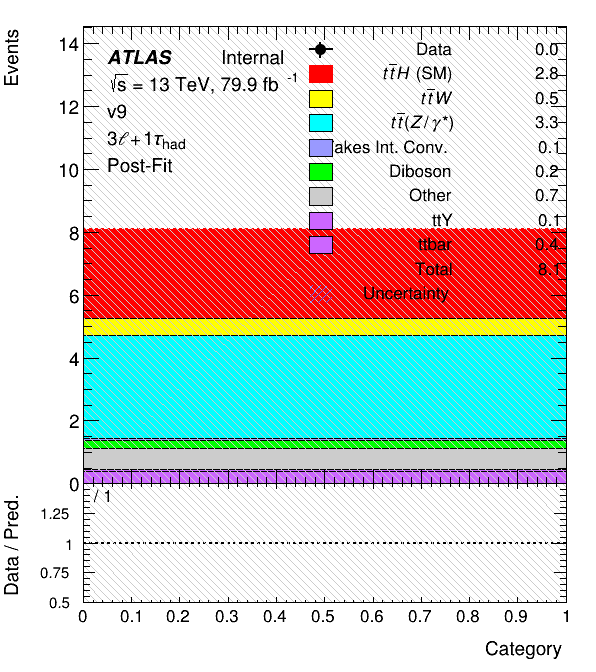 Events
14
12
10
8
6
4
2
0
ATLAS Internal
√s = 13 TeV, 79.9 fb -1
v9
3ℓ+1τhad
Post-Fit
Data 0.0
tt̅H (SM) 2.8
tt̅W 0.5
tt̅(Z/γ*) 3.3
akes Int. Conv. 0.1
Diboson 0.2
Other 0.7
ttY 0.1
ttbar 0.4
Total 8.1
Uncertainty
Data / Pred.
/ 1
1.25
1
0.75
0.5
0 0.1 0.2 0.3 0.4 0.5 0.6 0.7 0.8 0.9 1
Category